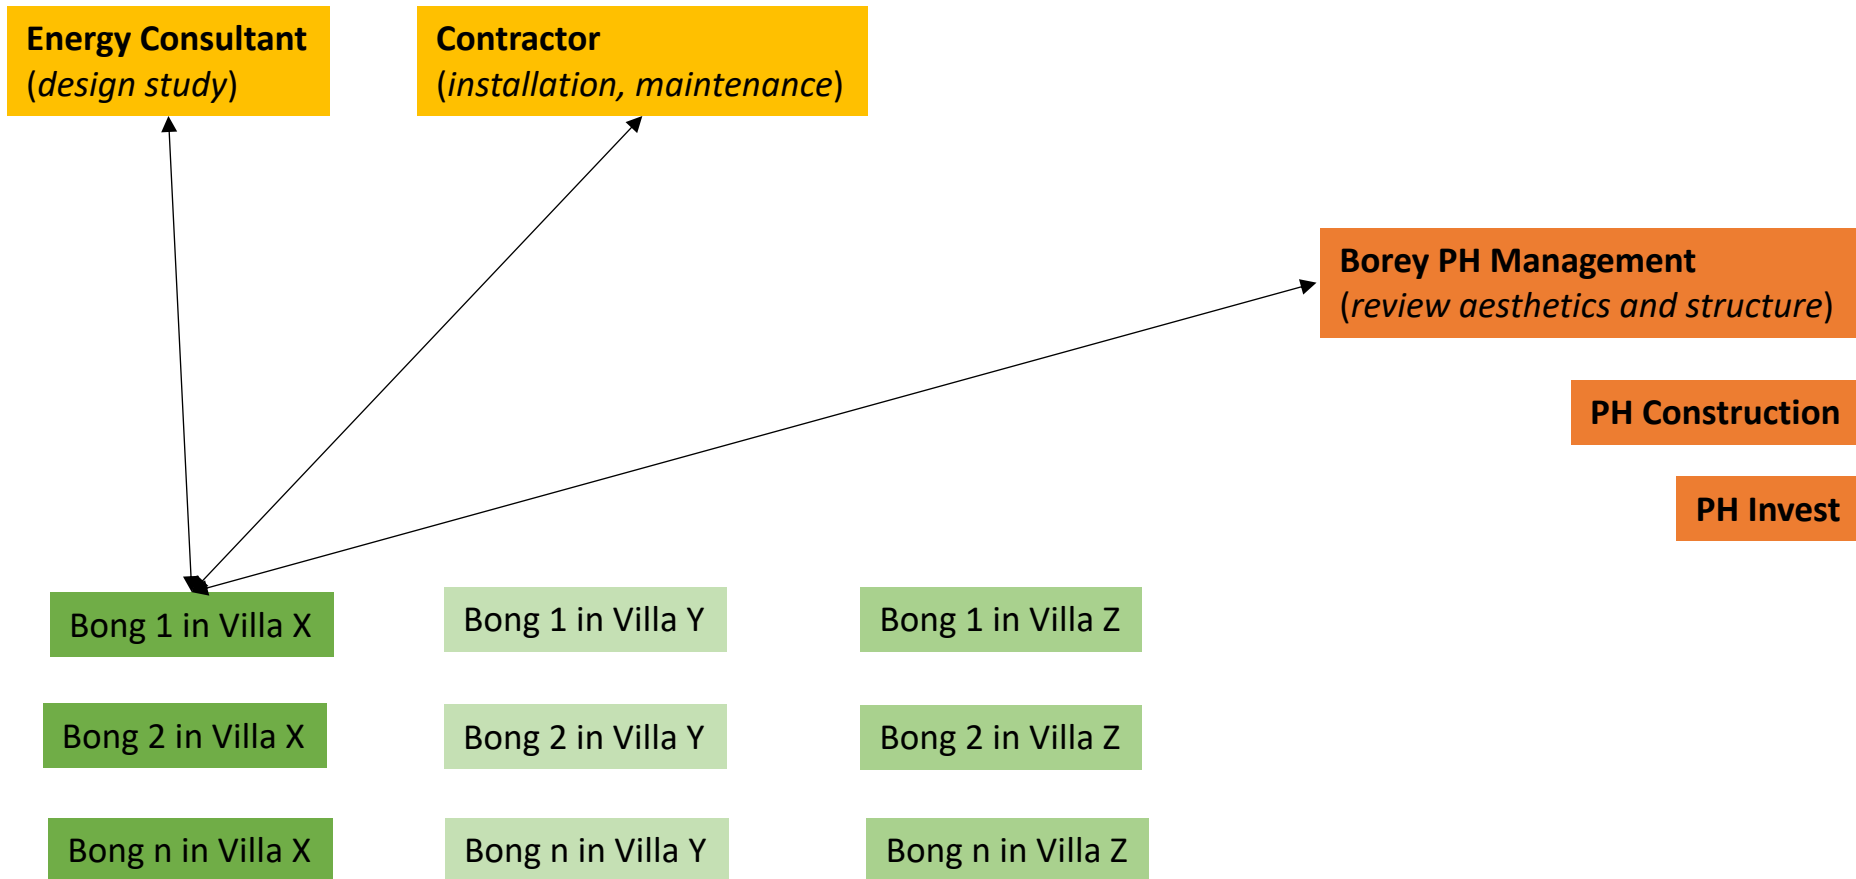 Energy Consultant
(design study)
Contractor
(installation, maintenance)
Borey PH Management
(review aesthetics and structure)
PH Construction
PH Invest
Bong 1 in Villa X
Bong 1 in Villa Y
Bong 1 in Villa Z
Bong 2 in Villa X
Bong 2 in Villa Y
Bong 2 in Villa Z
Bong n in Villa X
Bong n in Villa Y
Bong n in Villa Z